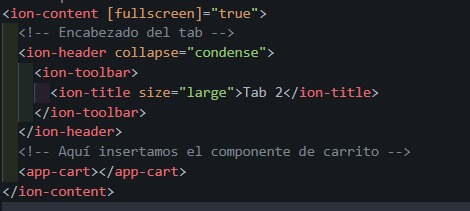 <ion-content [fullscreen]="true">
<!-- Encabezado del tab -->
<ion-header collapse="condense">
<ion-toolbar>
<ion-title size="large">Tab 2</ion-title>
</ion-toolbar>
</ion-header>
<!-- Aquí insertamos el componente de carrito -->
<app-cart></app-cart>
</ion-content>